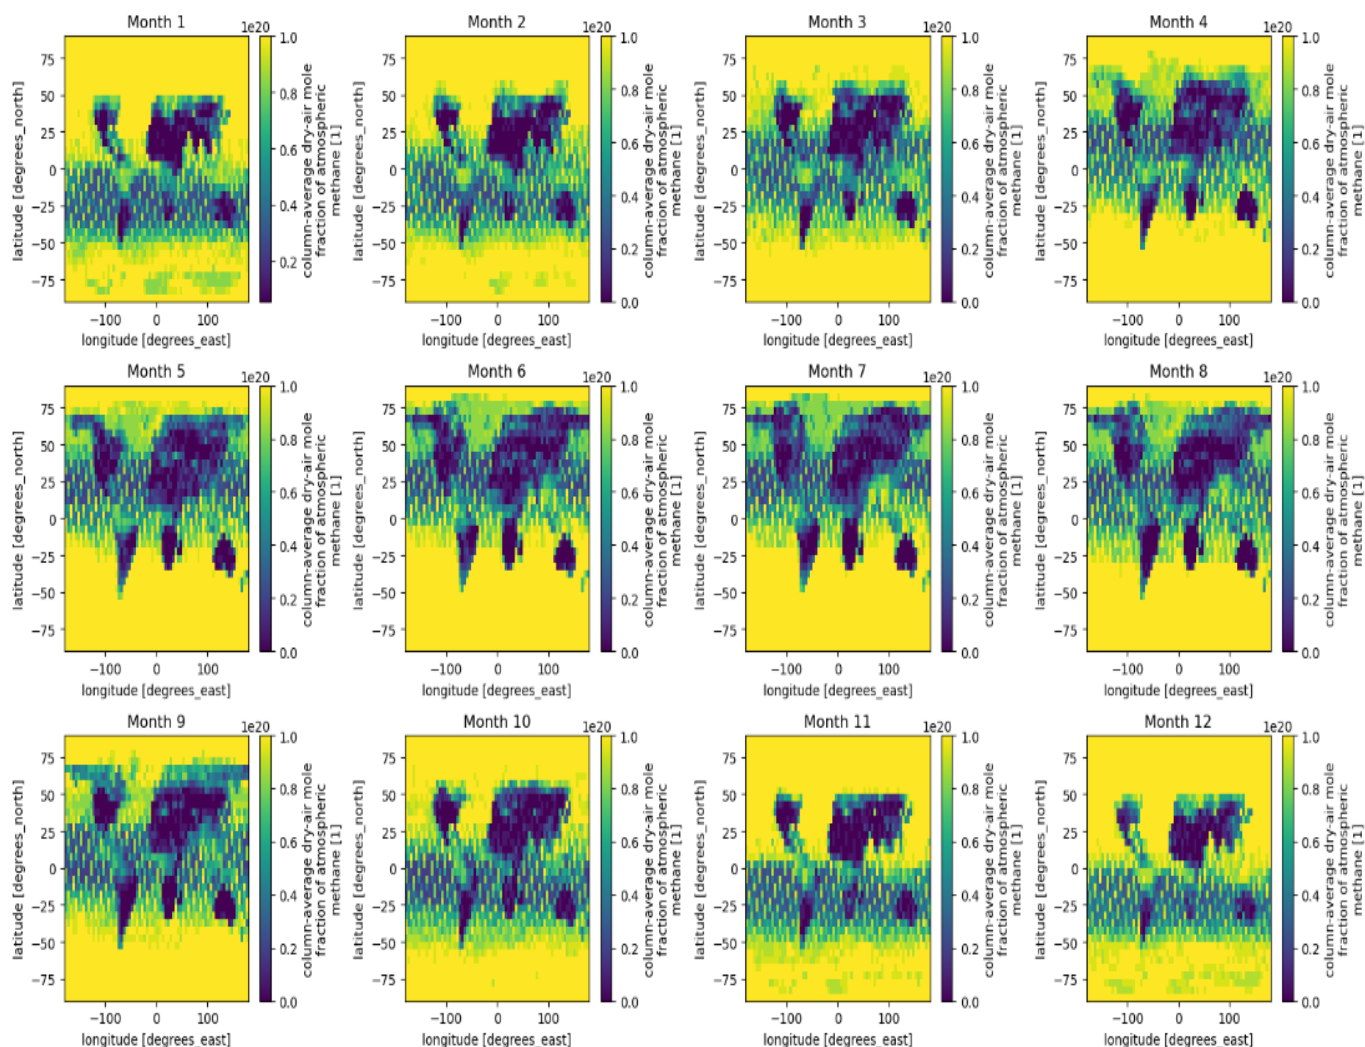 Month 1
1e20
Month 2
1e20
Month 3
1e20
Month 4
1e20
latitude [degrees_north]
75
50
25
0
−25
−50
−75
−100 0 100
longitude [degrees_east]
1.0
0.8
0.6
0.4
0.2
column-average dry-air mole
fraction of atmospheric
methane [1]
latitude [degrees_north]
75
50
25
0
−25
−50
−75
−100 0 100
longitude [degrees_east]
1.0
0.8
0.6
0.4
0.2
0.0
column-average dry-air mole
fraction of atmospheric
methane [1]
latitude [degrees_north]
75
50
25
0
−25
−50
−75
−100 0 100
longitude [degrees_east]
1.0
0.8
0.6
0.4
0.2
0.0
column-average dry-air mole
fraction of atmospheric
methane [1]
latitude [degrees_north]
75
50
25
0
−25
−50
−75
−100 0 100
longitude [degrees_east]
1.0
0.8
0.6
0.4
0.2
0.0
column-average dry-air mole
fraction of atmospheric
methane [1]
Month 5
1e20
Month 6
1e20
Month 7
1e20
Month 8
1e20
latitude [degrees_north]
75
50
25
0
−25
−50
−75
−100 0 100
longitude [degrees_east]
1.0
0.8
0.6
0.4
0.2
0.0
column-average dry-air mole
fraction of atmospheric
methane [1]
latitude [degrees_north]
75
50
25
0
−25
−50
−75
−100 0 100
longitude [degrees_east]
1.0
0.8
0.6
0.4
0.2
0.0
column-average dry-air mole
fraction of atmospheric
methane [1]
latitude [degrees_north]
75
50
25
0
−25
−50
−75
−100 0 100
longitude [degrees_east]
1.0
0.8
0.6
0.4
0.2
0.0
column-average dry-air mole
fraction of atmospheric
methane [1]
latitude [degrees_north]
75
50
25
0
−25
−50
−75
−100 0 100
longitude [degrees_east]
1.0
0.8
0.6
0.4
0.2
0.0
column-average dry-air mole
fraction of atmospheric
methane [1]
Month 9
1e20
Month 10
1e20
Month 11
1e20
Month 12
1e20
latitude [degrees_north]
75
50
25
0
−25
−50
−75
−100 0 100
longitude [degrees_east]
1.0
0.8
0.6
0.4
0.2
0.0
column-average dry-air mole
fraction of atmospheric
methane [1]
latitude [degrees_north]
75
50
25
0
−25
−50
−75
−100 0 100
longitude [degrees_east]
1.0
0.8
0.6
0.4
0.2
0.0
column-average dry-air mole
fraction of atmospheric
methane [1]
latitude [degrees_north]
75
50
25
0
−25
−50
−75
−100 0 100
longitude [degrees_east]
1.0
0.8
0.6
0.4
0.2
0.0
column-average dry-air mole
fraction of atmospheric
methane [1]
latitude [degrees_north]
75
50
25
0
−25
−50
−75
−100 0 100
longitude [degrees_east]
1.0
0.8
0.6
0.4
0.2
0.0
column-average dry-air mole
fraction of atmospheric
methane [1]